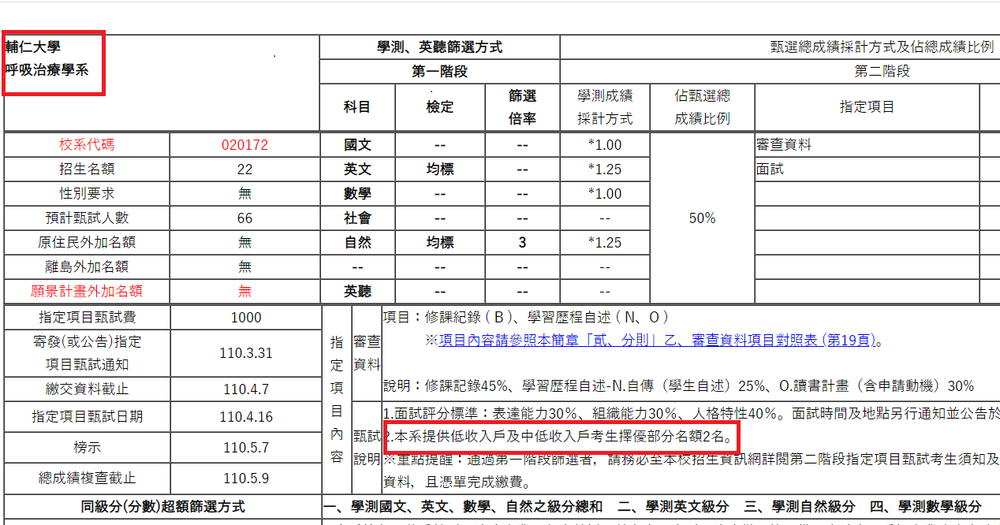 輔仁大學
呼吸治療學系
學測、英聽篩選方式
甄選總成績採計方式及佔總成績比例
第一階段
第二階段
科目 檢定 篩選倍率 學測成績採計方式 佔甄選總成績比例 指定項目
校系代碼 020172 國文 -- -- *1.00 50% 審查資料
招生名額 22 英文 均標 -- *1.25 面試
性別要求 無 數學 -- -- *1.00
預計甄試人數 66 社會 -- -- --
原住民外加名額 無 自然 均標 3 *1.25
離島外加名額 無 -- -- -- --
願景計畫外加名額 無 英聽 -- -- --
指定項目甄試費 1000
寄發(或公告)指定
項目甄試通知 110.3.31
繳交資料截止 110.4.7
指定項目甄試日期 110.4.16
榜示 110.5.7
總成績複查截止 110.5.9
指定項目內容
審查資料
項目：修課紀錄 ( B )、學習歷程自述 ( N、O )
※項目內容請參照本簡章「貳、分則」乙、審查資料項目對照表 (第19頁)。
說明：修課記錄45%、學習歷程自述-N.自傳（學生自述）25%、O.讀書計畫（含申請動機）30%
甄試說明
1.面試評分標準：表達能力30%、組織能力30%、人格特性40%。面試時間及地點另行通知並公告於
2.本系提供低收入戶及中低收入戶考生擇優部分名額2名。
※重點提醒：通過第一階段篩選者，請務必至本校招生資訊網詳閱第二階段指定項目甄試考生須知及
資料，且憑單完成繳費。
同級分(分數)超額篩選方式 一、學測國文、英文、數學、自然之級分總和 二、學測英文級分 三、學測自然級分 四、學測數學級分